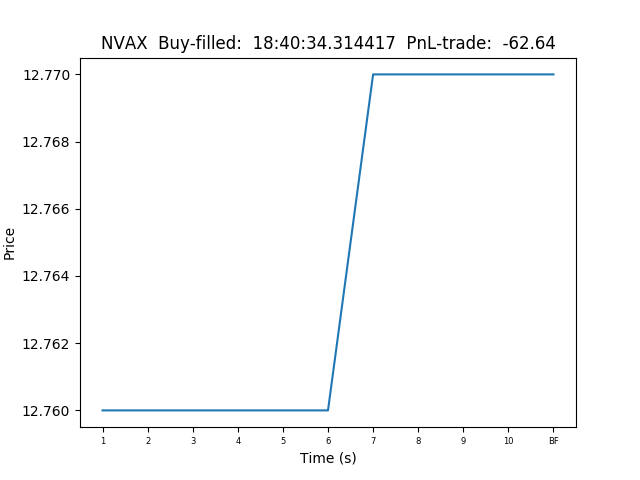 NVAX  Buy-filled:  18:40:34.314417  PnL-trade:  -62.64
12.770
12.768
12.766
12.764
12.762
12.760
Price
1 2 3 4 5 6 7 8 9 10 BF
Time (s)